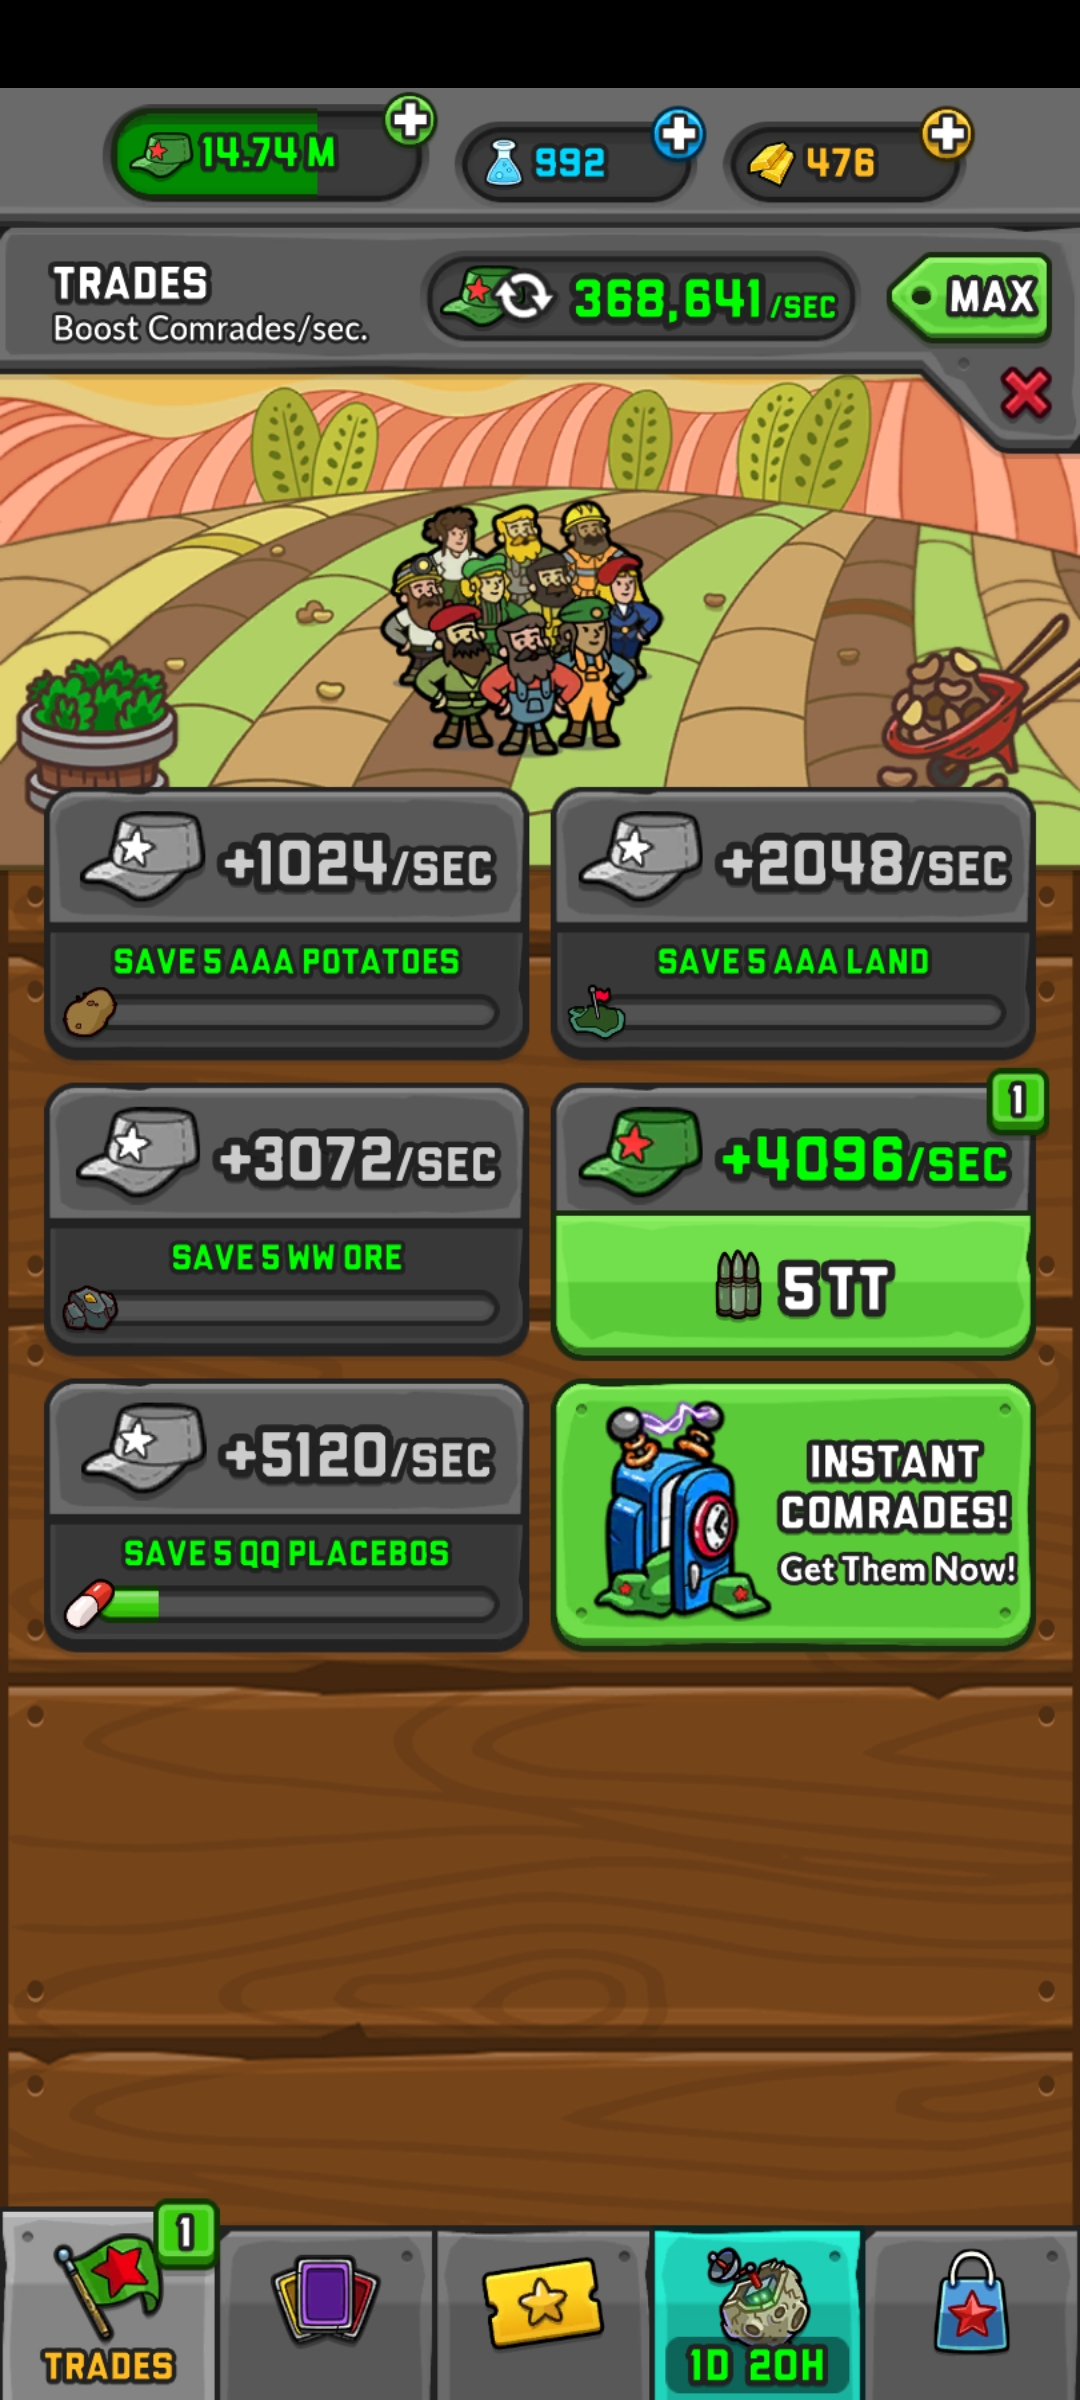 14.74 M
992
476
TRADES
Boost Comrades/sec.
368,641/SEC
MAX
+1024/SEC
SAVE 5 AAA POTATOES
+2048/SEC
SAVE 5 AAA LAND
+3072/SEC
SAVE 5 WW ORE
1
+4096/SEC
5 TT
+5120/SEC
SAVE 5 QQ PLACEBOS
INSTANT
COMRADES!
Get Them Now!
1
TRADES
1D 20H